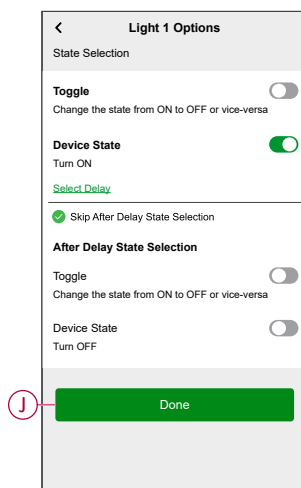 Light 1 Options
State Selection
Toggle
Change the state from ON to OFF or vice-versa
Device State
Turn ON
Select Delay
Skip After Delay State Selection
After Delay State Selection
Toggle
Change the state from ON to OFF or vice-versa
Device State
Turn OFF
J
Done